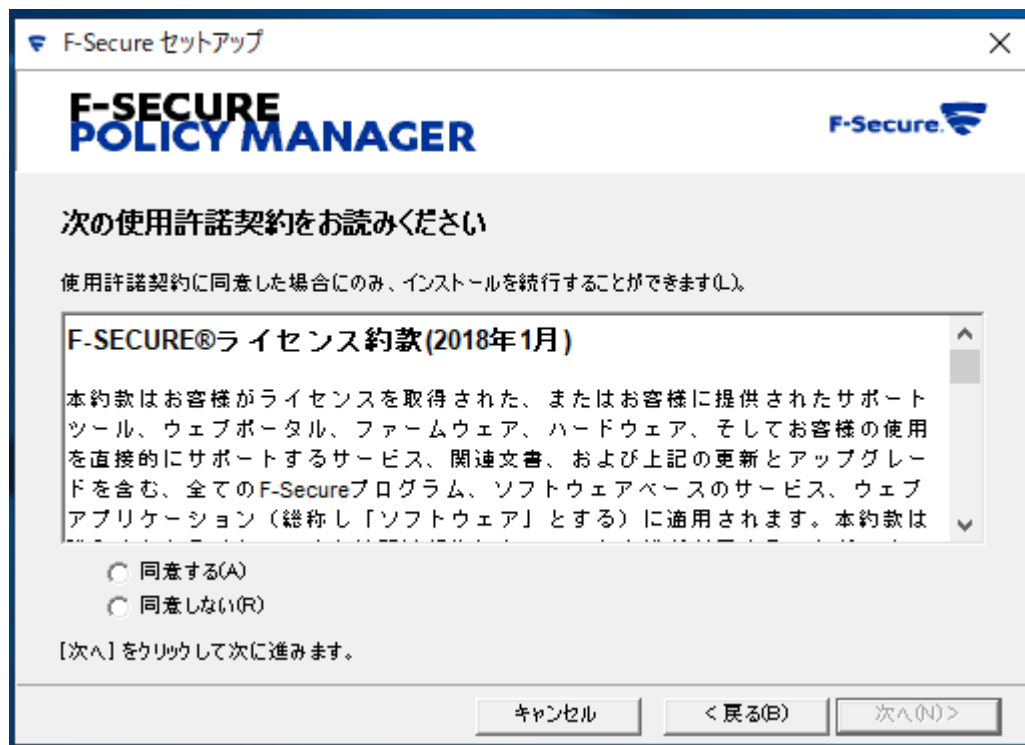 F-Secure セットアップ
F-SECURE
POLICY MANAGER
F-Secure.
次の使用許諾契約をお読みください
使用許諾契約に同意した場合にのみ、インストールを続行することができます(L)。
F-SECURE®ライセンス約款(2018年1月)
本約款はお客様がライセンスを取得された、またはお客様に提供されたサポート
ツール、ウェブポータル、ファームウェア、ハードウェア、そしてお客様の使用
を直接的にサポートするサービス、関連文書、および上記の更新とアップグレー
ドを含む、全てのF-Secureプログラム、ソフトウェアベースのサービス、ウェブ
アプリケーション（総称し「ソフトウェア」とする）に適用されます。本約款は
同意する(A)
同意しない(R)
[次へ] をクリックして次に進みます。
キャンセル
< 戻る(B)
次へ(N) >